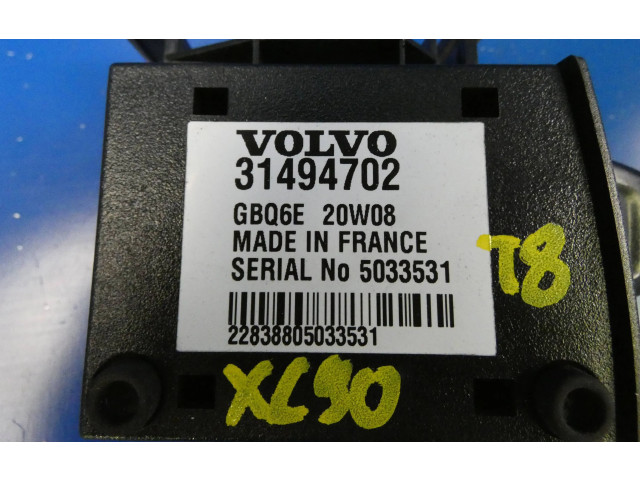 VOLVO
31494702
GBQ6E 20W08
MADE IN FRANCE
SERIAL No 5033531
22838805033531
T8
XC90